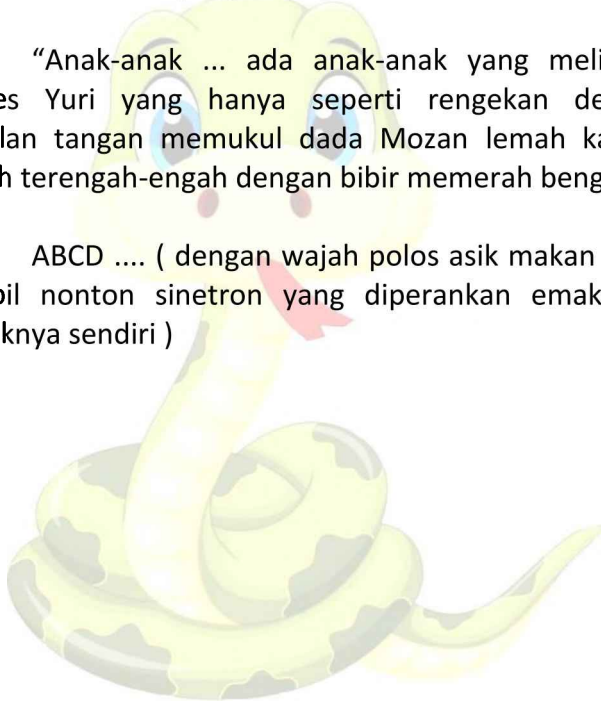 “Anak-anak ... ada anak-anak yang meli
es Yuri yang hanya seperti rengekan de
lan tangan memukul dada Mozan lemah ka
h terengah-engah dengan bibir memerah beng
ABCD .... ( dengan wajah polos asik makan
il nonton sinetron yang diperankan emak
knya sendiri )